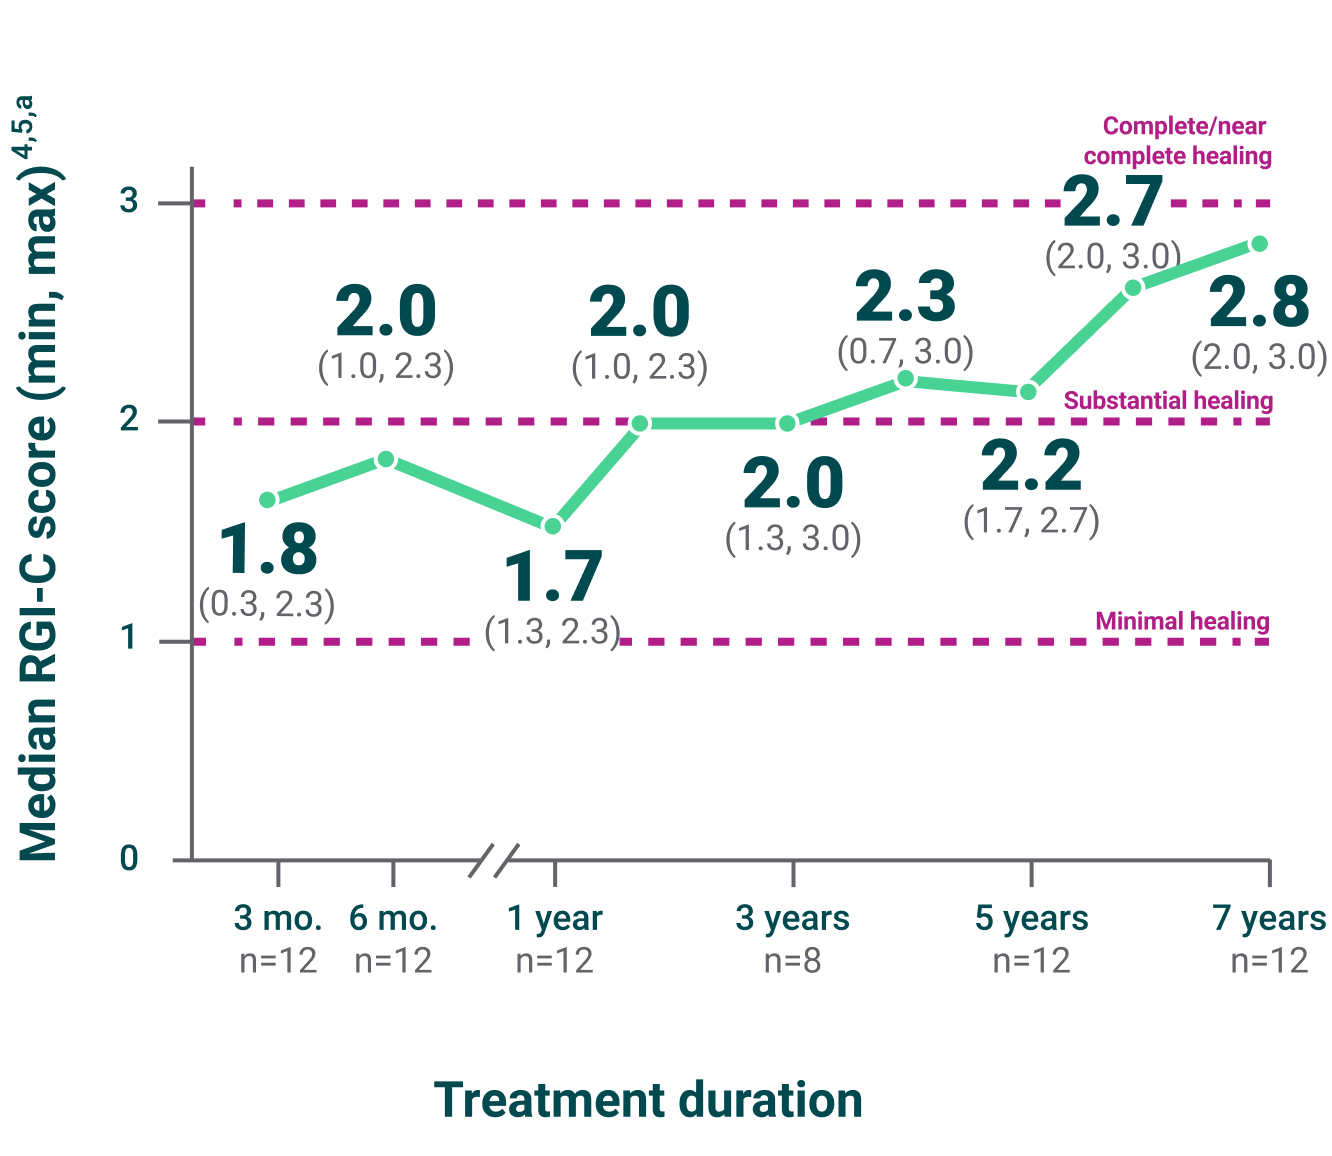 Median RGI-C score (min, max)4,5,a
Complete/near
complete healing
3
2.7
(2.0, 3.0)
2.0
(1.0, 2.3)
2.0
(1.0, 2.3)
2.3
(0.7, 3.0)
2.8
(2.0, 3.0)
Substantial healing
2
1.8
(0.3, 2.3)
1.7
(1.3, 2.3)
2.0
(1.3, 3.0)
2.2
(1.7, 2.7)
Minimal healing
1
0
3 mo. 6 mo. 1 year 3 years 5 years 7 years
n=12 n=12 n=12 n=8 n=12 n=12
Treatment duration